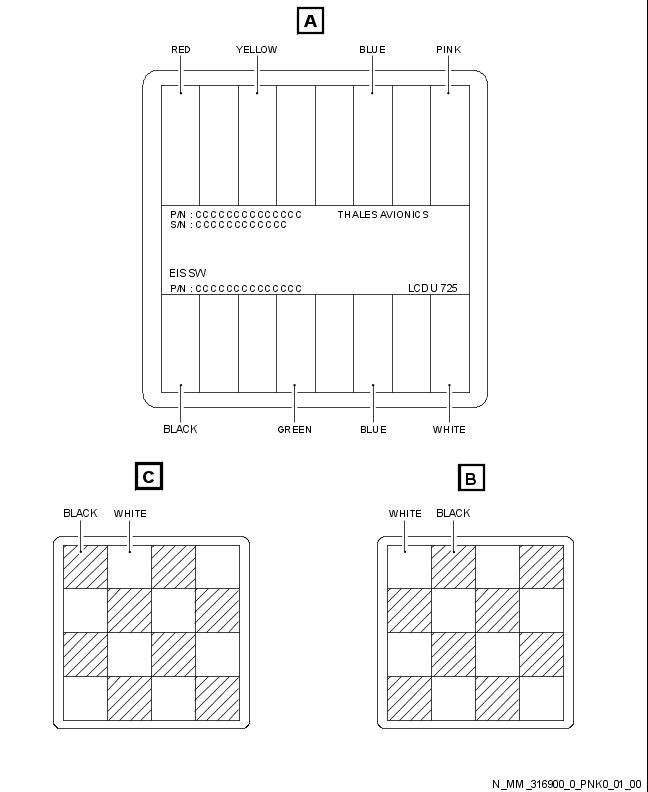 A
RED YELLOW BLUE PINK
P/N : CCCCCCCCCCCCCC THALES AVIONICS
S/N : CCCCCCCCCCCC
EIS SW
P/N : CCCCCCCCCCCCCC LCDU 725
BLACK GREEN BLUE WHITE
C B
BLACK WHITE WHITE BLACK
N_MM_316900_0_PNK0_01_00